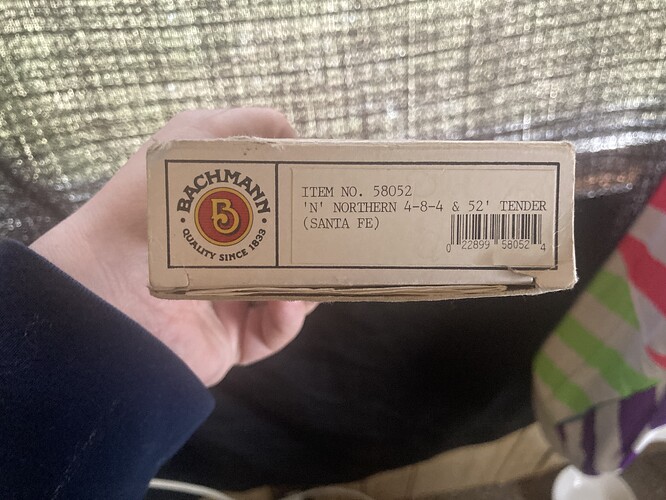 BACHMANN
B
QUALITY SINCE 1833
ITEM NO. 58052
'N' NORTHERN 4-8-4 & 52' TENDER
(SANTA FE)
0 22899 58052 4